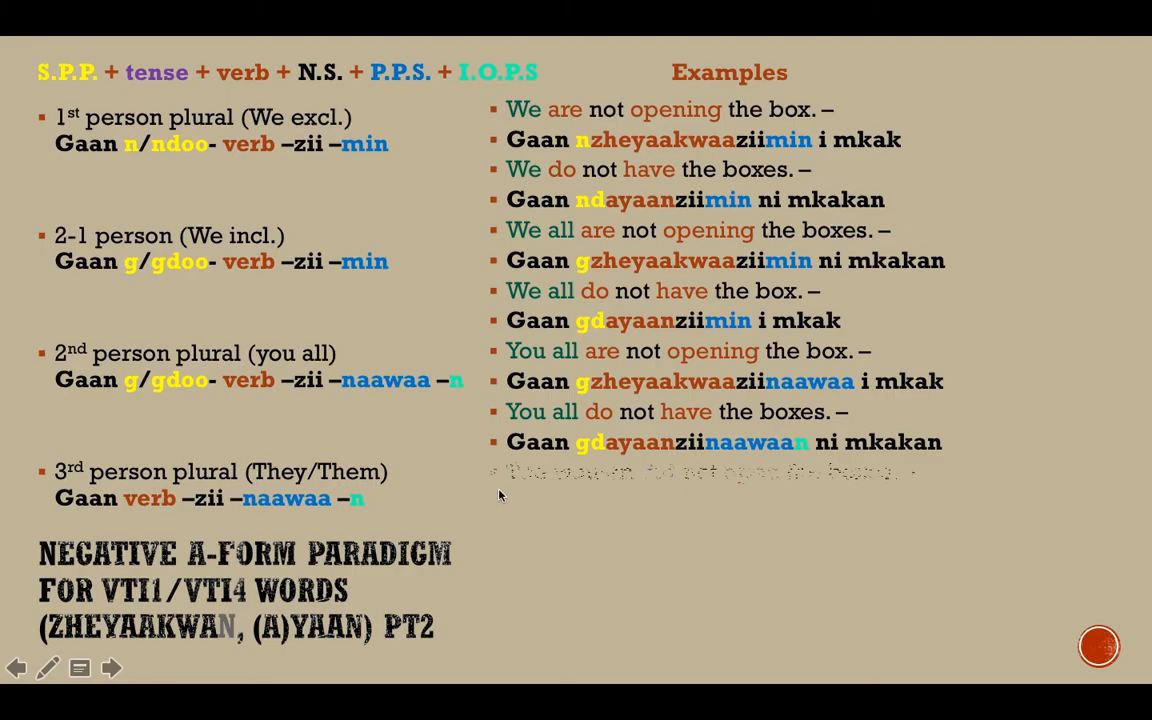 S.P.P. + tense + verb + N.S. + P.P.S. + I.O.P.S
1st person plural (We excl.)
Gaan n/ndoo- verb –zii –min
2-1 person (We incl.)
Gaan g/gdoo- verb –zii –min
2nd person plural (you all)
Gaan g/gdoo- verb –zii –naawaa –n
3rd person plural (They/Them)
Gaan verb –zii –naawaa –n
NEGATIVE A-FORM PARADIGM
FOR VTI1/VTI4 WORDS
(ZHEYAAKWAN, (A)YAAN) PT2
Examples
We are not opening the box. –
Gaan nzheyaakwaaziimin i mkak
We do not have the boxes. –
Gaan ndayaanziimin ni mkakan
We all are not opening the boxes. –
Gaan gzheyaakwaaziimin ni mkakan
We all do not have the box. –
Gaan gdayaanziimin i mkak
You all are not opening the box. –
Gaan gzheyaakwaaziinaawaa i mkak
You all do not have the boxes. –
Gaan gdayaanziinaawaan ni mkakan
not open the boxes. –